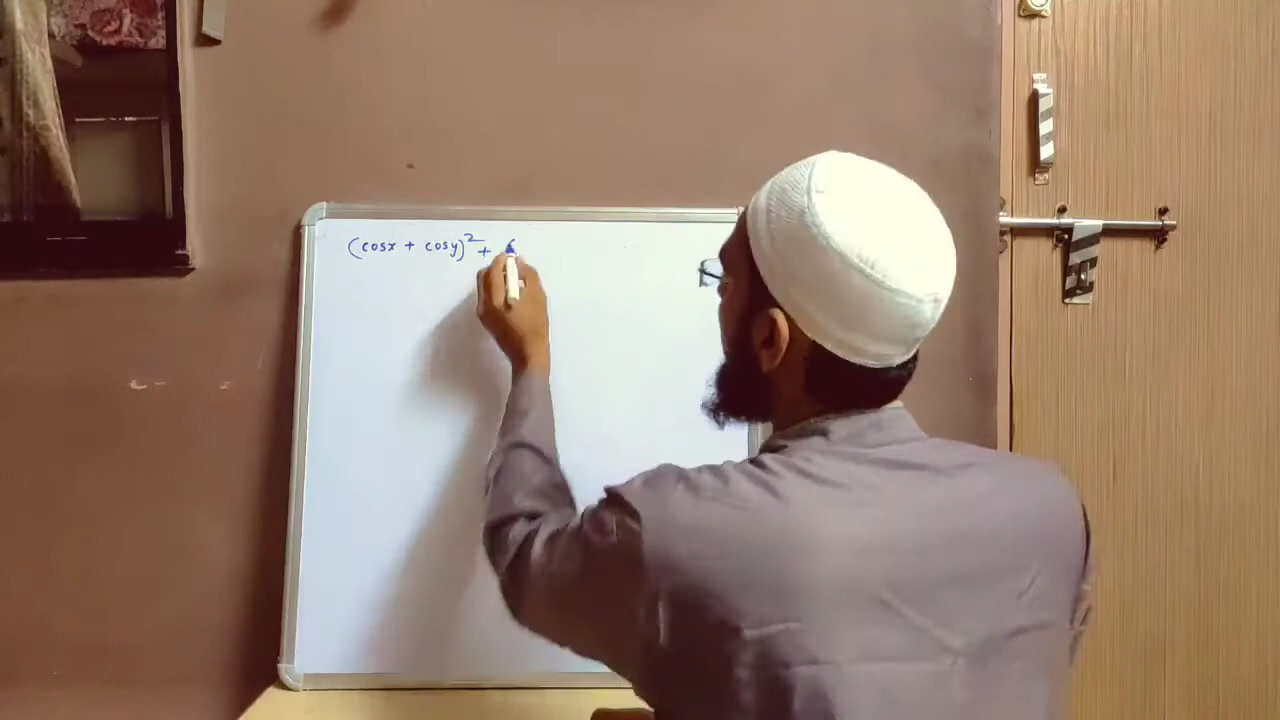 (cosx + cosy)² + (